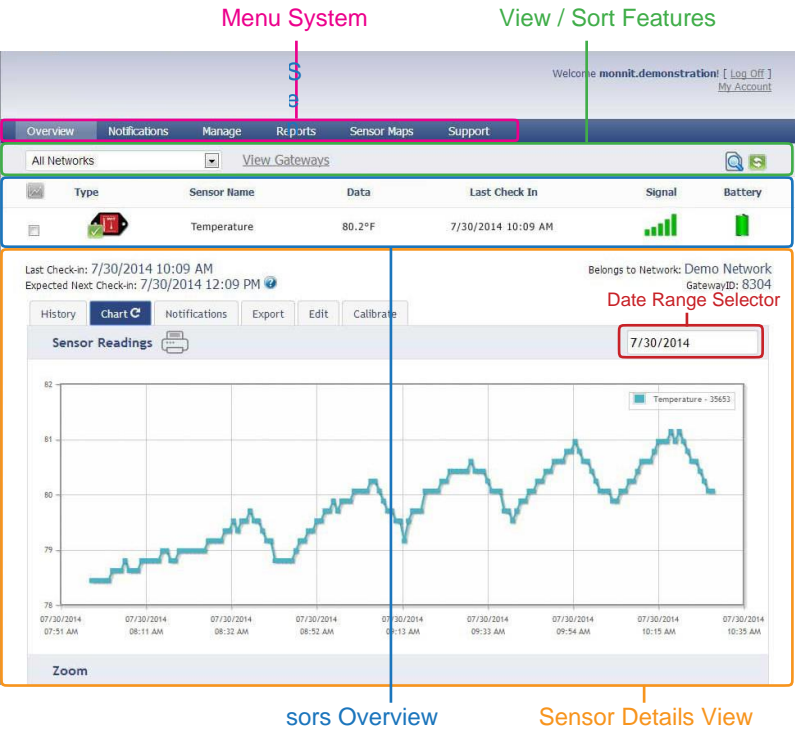 Menu System
View / Sort Features
S
e
Welcome monnit.demonstration! [ Log Off ]
My Account
Overview Notifications Manage Reports Sensor Maps Support
All Networks View Gateways
Type Sensor Name Data Last Check In Signal Battery
Temperature 80.2°F 7/30/2014 10:09 AM
Last Check-in: 7/30/2014 10:09 AM
Expected Next Check-in: 7/30/2014 12:09 PM
Belongs to Network: Demo Network
GatewayID: 8304
Date Range Selector
History Chart Notifications Export Edit Calibrate
Sensor Readings
7/30/2014
Temperature - 35653
82
81
80
79
78
07/30/2014 07/30/2014 07/30/2014 07/30/2014 07/30/2014 07/30/2014 07/30/2014 07/30/2014 07/30/2014
07:51 AM 08:11 AM 08:32 AM 08:52 AM 09:13 AM 09:33 AM 09:54 AM 10:15 AM 10:35 AM
Zoom
sors Overview
Sensor Details View